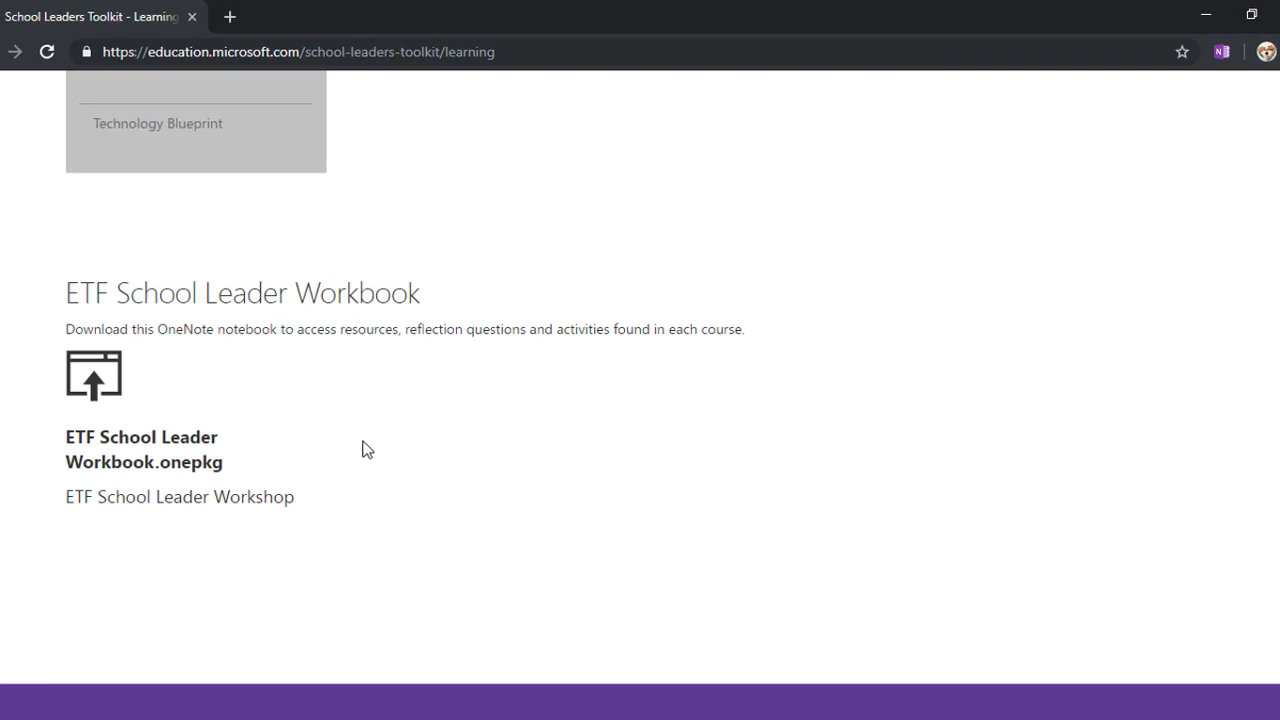 School Leaders Toolkit - Learning
https://education.microsoft.com/school-leaders-toolkit/learning
Technology Blueprint
ETF School Leader Workbook
Download this OneNote notebook to access resources, reflection questions and activities found in each course.
ETF School Leader
Workbook.onepkg
ETF School Leader Workshop